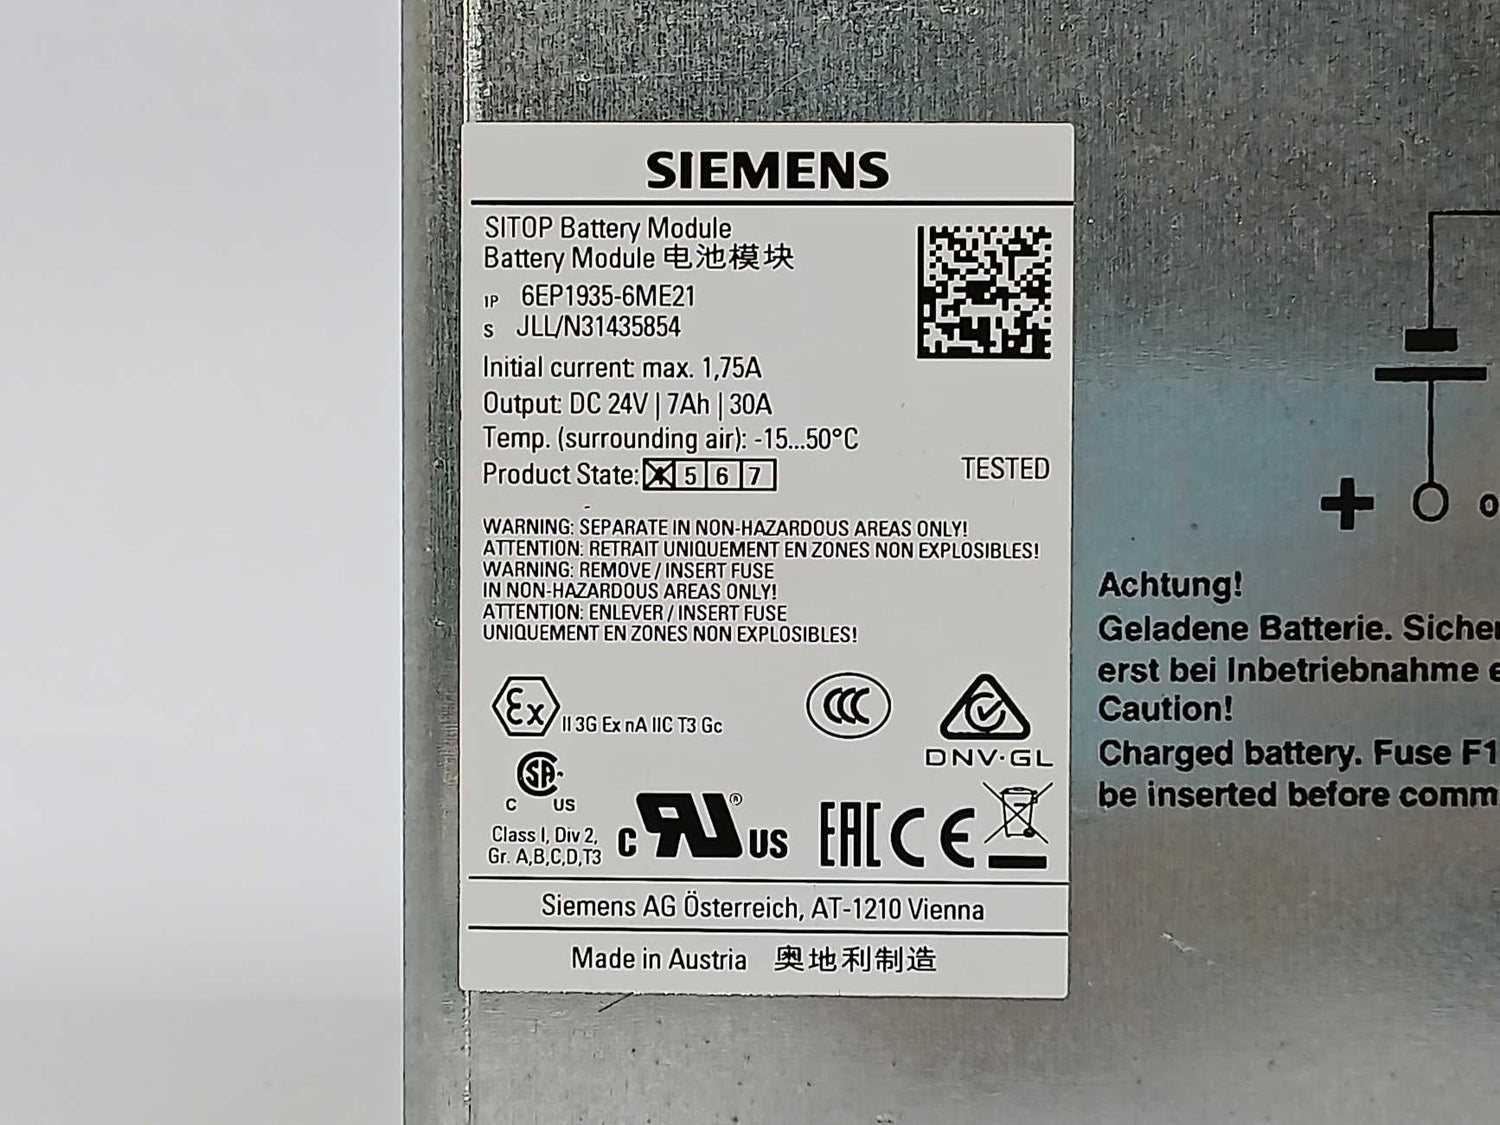 SIEMENS
SITOP Battery Module
Battery Module 电池模块
1P 6EP1935-6ME21
S JLL/N31435854
Initial current: max. 1,75A
Output: DC 24V | 7Ah | 30A
Temp. (surrounding air): -15...50°C
Product State: 5 6 7
TESTED
WARNING: SEPARATE IN NON-HAZARDOUS AREAS ONLY!
ATTENTION: RETRAIT UNIQUEMENT EN ZONES NON EXPLOSIBLES!
WARNING: REMOVE / INSERT FUSE
IN NON-HAZARDOUS AREAS ONLY!
ATTENTION: ENLEVER / INSERT FUSE
UNIQUEMENT EN ZONES NON EXPLOSIBLES!
Ex II 3G Ex nA IIC T3 Gc
CCC
DNV·GL
SA
C US
Class I, Div 2,
Gr. A,B,C,D,T3
c RU ® US
EAC CE
Siemens AG Österreich, AT-1210 Vienna
Made in Austria 奥地利制造
+
Achtung!
Geladene Batterie.
erst bei Inbetriebnahme
Caution!
Charged battery. Fuse F1
be inserted before